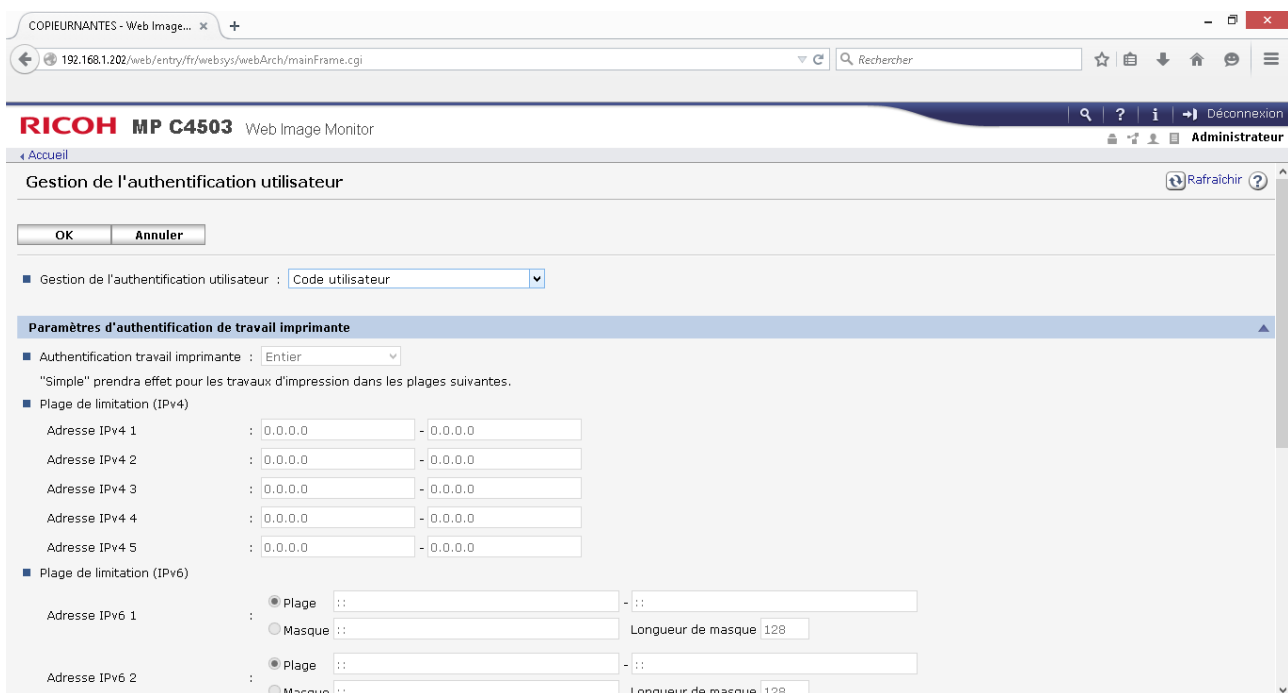 COPIEURNANTES - Web Image... × +
192.168.1.202/web/entry/fr/websys/webArch/mainFrame.cgi Rechercher
RICOH MP C4503 Web Image Monitor ? i Déconnexion
Administrateur
Accueil
Gestion de l'authentification utilisateur Rafraîchir ?
OK Annuler
Gestion de l'authentification utilisateur : Code utilisateur
Paramètres d'authentification de travail imprimante
Authentification travail imprimante : Entier
"Simple" prendra effet pour les travaux d'impression dans les plages suivantes.
Plage de limitation (IPv4)
Adresse IPv4 1 : 0.0.0.0 - 0.0.0.0
Adresse IPv4 2 : 0.0.0.0 - 0.0.0.0
Adresse IPv4 3 : 0.0.0.0 - 0.0.0.0
Adresse IPv4 4 : 0.0.0.0 - 0.0.0.0
Adresse IPv4 5 : 0.0.0.0 - 0.0.0.0
Plage de limitation (IPv6)
Adresse IPv6 1 : Plage :: - ::
Masque :: Longueur de masque 128
Adresse IPv6 2 : Plage :: - ::
Masque :: Longueur de masque 128